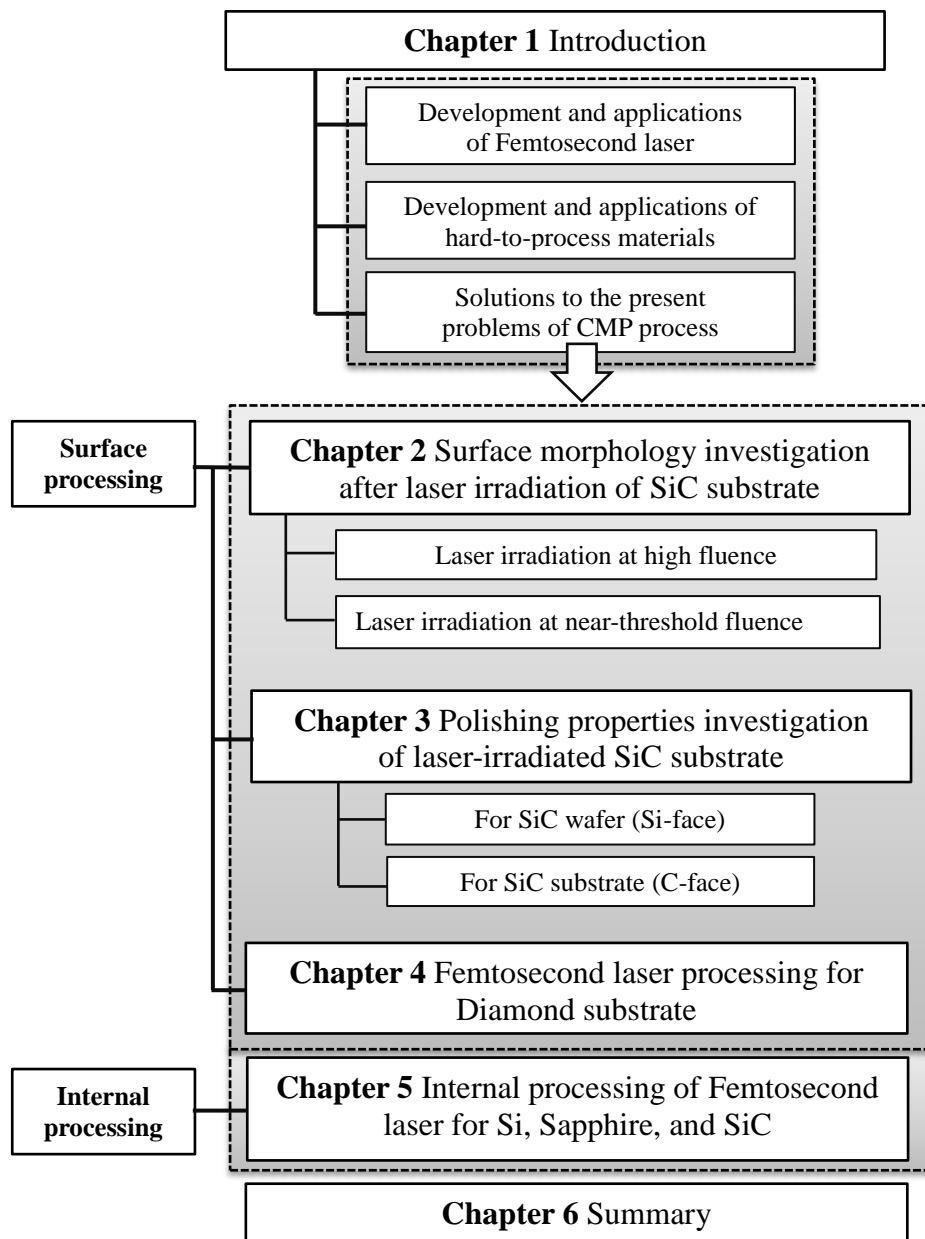 Chapter 1 Introduction
Development and applications
of Femtosecond laser
Development and applications of
hard-to-process materials
Solutions to the present
problems of CMP process
Surface
processing
Chapter 2 Surface morphology investigation
after laser irradiation of SiC substrate
Laser irradiation at high fluence
Laser irradiation at near-threshold fluence
Chapter 3 Polishing properties investigation
of laser-irradiated SiC substrate
For SiC wafer (Si-face)
For SiC substrate (C-face)
Chapter 4 Femtosecond laser processing for
Diamond substrate
Internal
processing
Chapter 5 Internal processing of Femtosecond
laser for Si, Sapphire, and SiC
Chapter 6 Summary